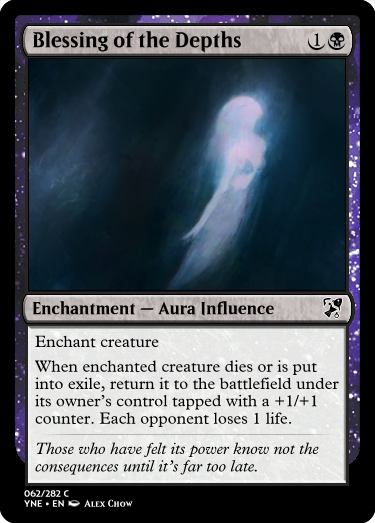 Blessing of the Depths 1
Enchantment — Aura Influence
Enchant creature
When enchanted creature dies or is put
into exile, return it to the battlefield under
its owner's control tapped with a +1/+1
counter. Each opponent loses 1 life.
Those who have felt its power know not the
consequences until it's far too late.
062/282 C
YNE • EN Alex Chow